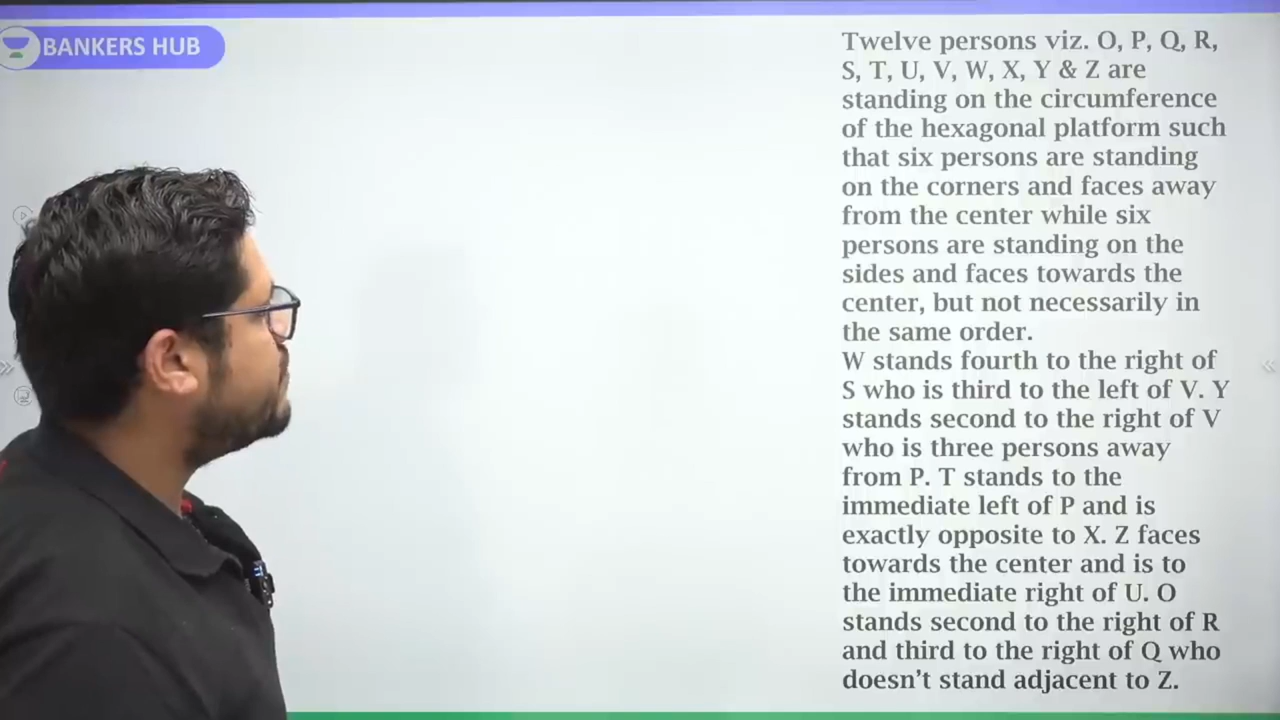 BANKERS HUB
Twelve persons viz. O, P, Q, R,
S, T, U, V, W, X, Y & Z are
standing on the circumference
of the hexagonal platform such
that six persons are standing
on the corners and faces away
from the center while six
persons are standing on the
sides and faces towards the
center, but not necessarily in
the same order.
W stands fourth to the right of
S who is third to the left of V. Y
stands second to the right of V
who is three persons away
from P. T stands to the
immediate left of P and is
exactly opposite to X. Z faces
towards the center and is to
the immediate right of U. O
stands second to the right of R
and third to the right of Q who
doesn't stand adjacent to Z.